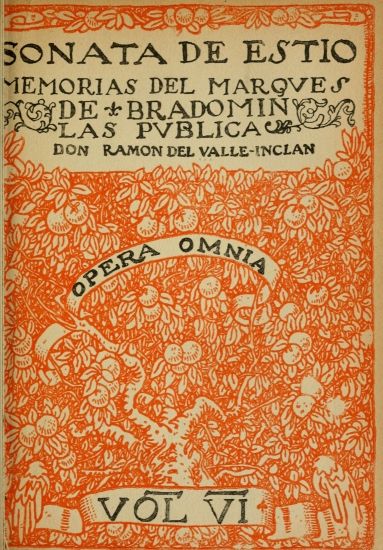 SONATA DE ESTIO
MEMORIAS DEL MARQVES
DE BRADOMIN
LAS PVBLICA
DON RAMON DEL VALLE-INCLAN
OPERA OMNIA
VOL VI